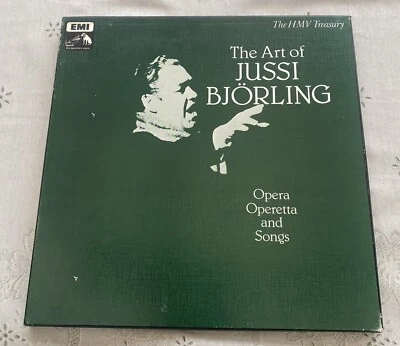 EMI
The HMV Treasury
The Art of
JUSSI
BJÖRLING
Opera
Operetta
and
Songs